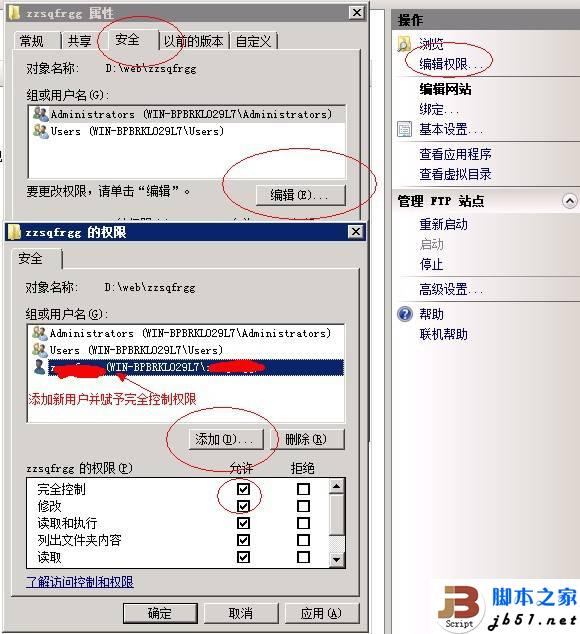 zzsqfrgg 属性
常规 共享 安全 以前的版本 自定义
对象名称: D:\web\zzsqfrgg
组或用户名(G):
Administrators (WIN-BPBRKLO29L7\Administrators)
Users (WIN-BPBRKLO29L7\Users)
要更改权限，请单击“编辑”。
编辑(E)...
zzsqfrgg 的权限
安全
对象名称: D:\web\zzsqfrgg
组或用户名(G):
Administrators (WIN-BPBRKLO29L7\Administrators)
Users (WIN-BPBRKLO29L7\Users)
(WIN-BPBRKLO29L7\
添加新用户并赋予完全控制权限
添加(D)... 删除(R)
zzsqfrgg 的权限(P) 允许 拒绝
完全控制
修改
读取和执行
列出文件夹内容
读取
了解访问控制和权限
确定 取消 应用(A)
操作
浏览
编辑权限...
编辑网站
绑定...
基本设置...
查看应用程序
查看虚拟目录
管理 FTP 站点
重新启动
启动
停止
高级设置...
帮助
联机帮助
JB
Script
脚本之家
jb51.net